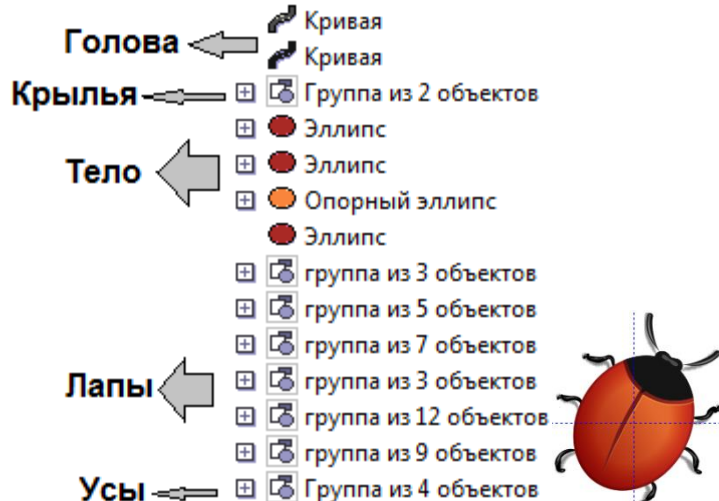 Кривая
Голова
Кривая
Крылья
Группа из 2 объектов
Эллипс
Тело
Эллипс
Опорный эллипс
Эллипс
группа из 3 объектов
группа из 5 объектов
группа из 7 объектов
Лапы
группа из 3 объектов
группа из 12 объектов
группа из 9 объектов
Усы
Группа из 4 объектов